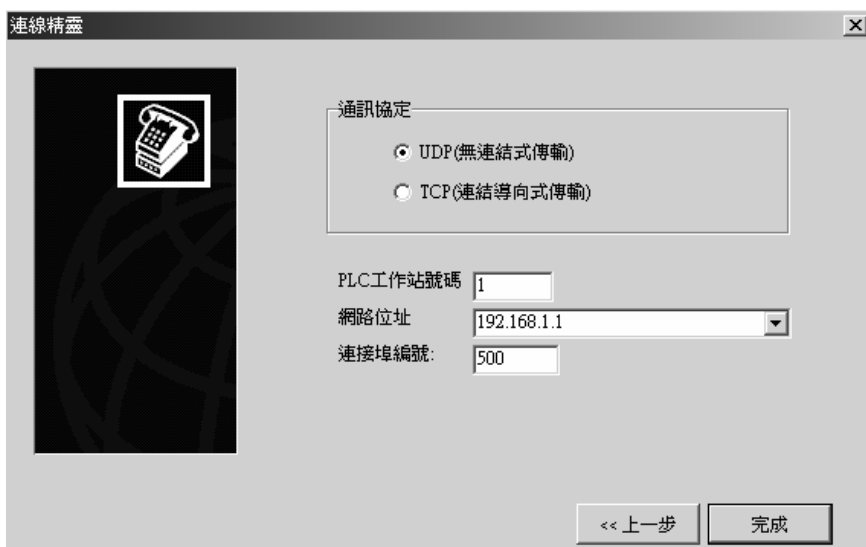 連線精靈
通訊協定
UDP(無連結式傳輸)
TCP(連結導向式傳輸)
PLC工作站號碼 1
網路位址 192.168.1.1
連接埠編號: 500
<< 上一步 完成